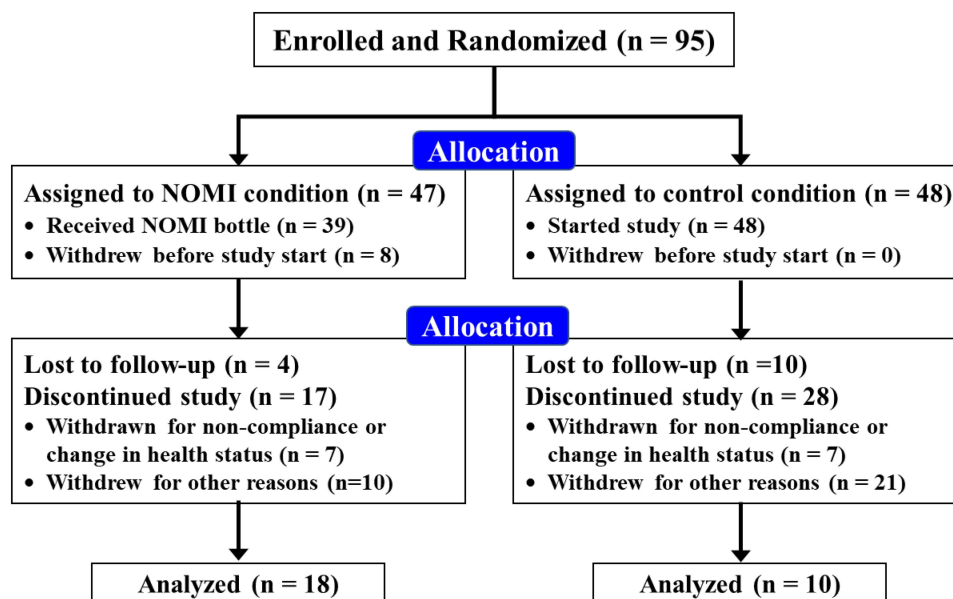 Enrolled and Randomized (n = 95)
Allocation
Assigned to NOMI condition (n = 47)
• Received NOMI bottle (n = 39)
• Withdrew before study start (n = 8)
Assigned to control condition (n = 48)
• Started study (n = 48)
• Withdrew before study start (n = 0)
Allocation
Lost to follow-up (n = 4)
Discontinued study (n = 17)
• Withdrawn for non-compliance or
change in health status (n = 7)
• Withdrew for other reasons (n=10)
Lost to follow-up (n =10)
Discontinued study (n = 28)
• Withdrawn for non-compliance or
change in health status (n = 7)
• Withdrew for other reasons (n = 21)
Analyzed (n = 18)
Analyzed (n = 10)